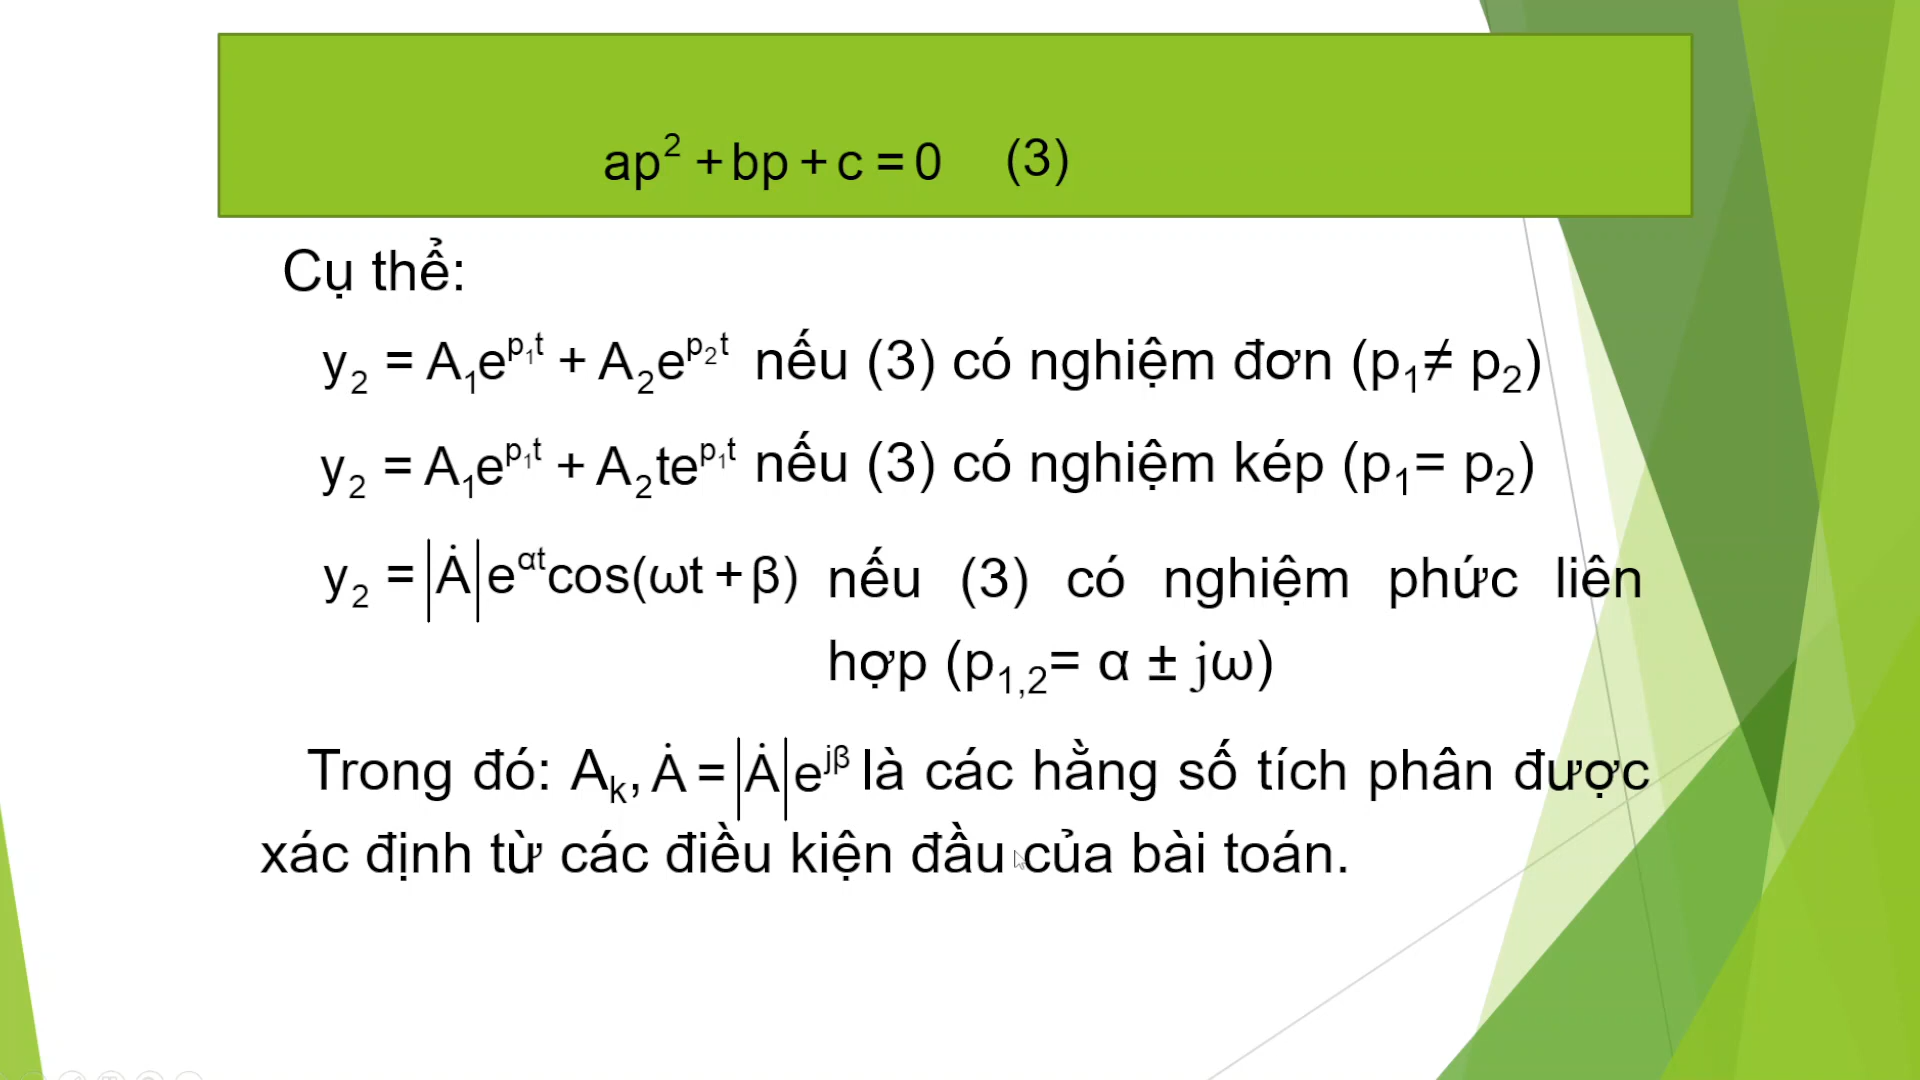 ap² + bp + c = 0 (3)
Cụ thể:
y₂ = A₁e^{p₁t} + A₂e^{p₂t} nếu (3) có nghiệm đơn (p₁≠ p₂)
y₂ = A₁e^{p₁t} + A₂te^{p₁t} nếu (3) có nghiệm kép (p₁= p₂)
y₂ = |Ȧ|e^{αt}cos(ωt + β) nếu (3) có nghiệm phức liên
hợp (p₁,₂= α ± jω)
Trong đó: Aₖ, Ȧ = |Ȧ|e^{jβ} là các hằng số tích phân được
xác định từ các điều kiện đầu của bài toán.